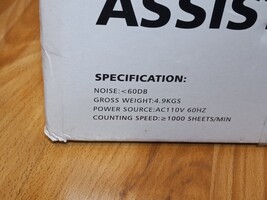 ASSIST
SPECIFICATION:
NOISE:<60DB
GROSS WEIGHT:4.9KGS
POWER SOURCE:AC110V 60HZ
COUNTING SPEED:≥1000 SHEETS/MIN